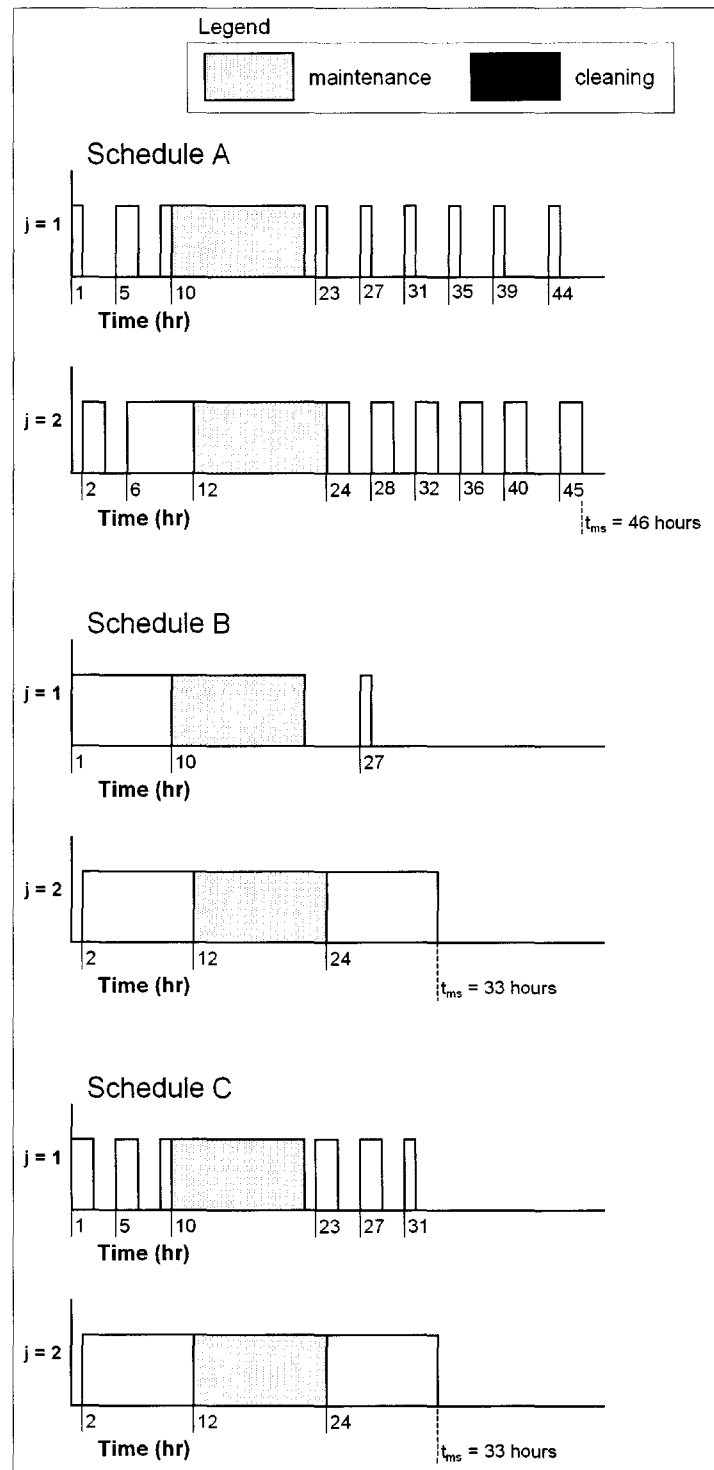 Legend
maintenance cleaning
Schedule A
j = 1
1 5 10 23 27 31 35 39 44
Time (hr)
j = 2
2 6 12 24 28 32 36 40 45
Time (hr)
tms = 46 hours
Schedule B
j = 1
1 10 27
Time (hr)
j = 2
2 12 24
Time (hr)
tms = 33 hours
Schedule C
j = 1
1 5 10 23 27 31
Time (hr)
j = 2
2 12 24
Time (hr)
tms = 33 hours